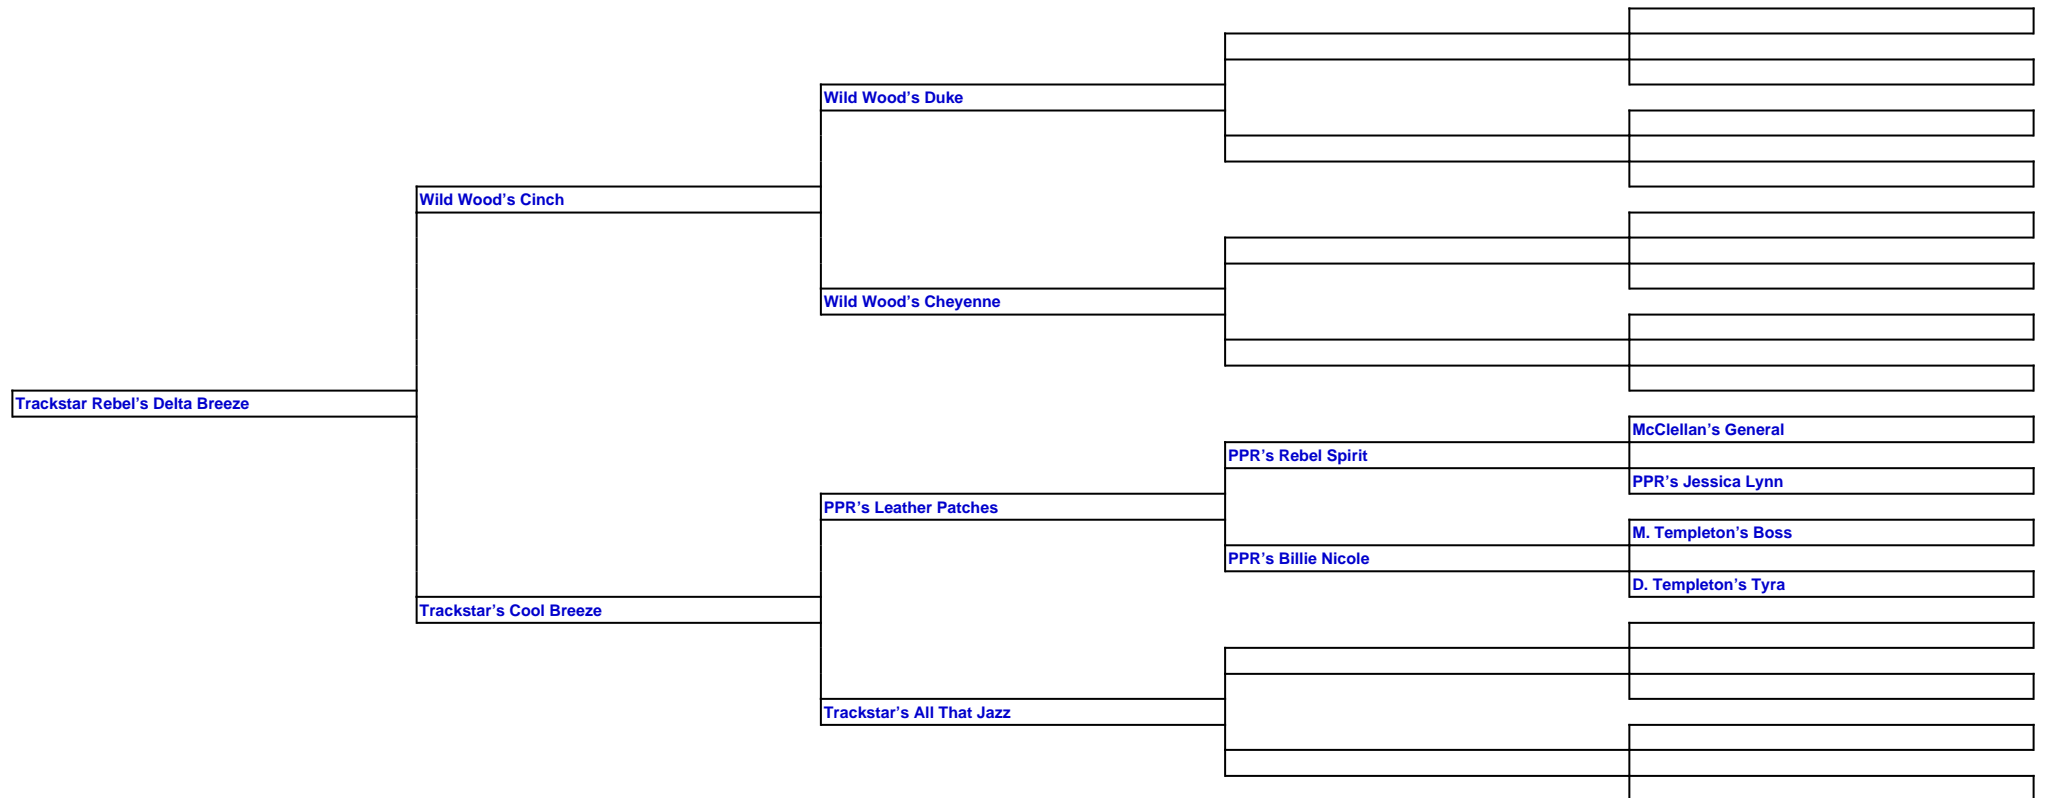 Wild Wood’s Duke
Wild Wood’s Cinch
Wild Wood’s Cheyenne
Trackstar Rebel’s Delta Breeze
McClellan’s General
PPR’s Rebel Spirit
PPR’s Jessica Lynn
PPR’s Leather Patches
M. Templeton’s Boss
PPR’s Billie Nicole
D. Templeton’s Tyra
Trackstar’s Cool Breeze
Trackstar’s All That Jazz